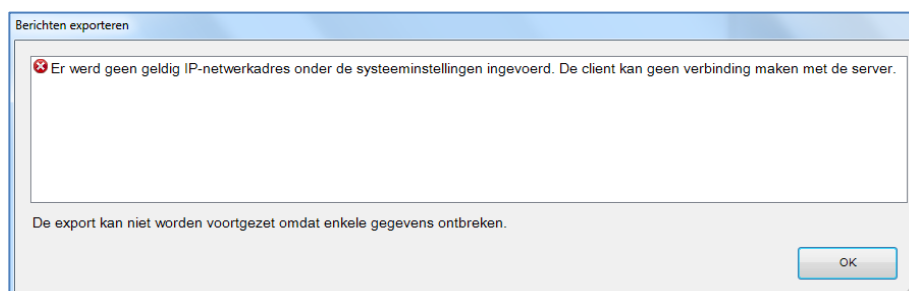 Berichten exporteren
Er werd geen geldig IP-netwerkadres onder de systeeminstellingen ingevoerd. De client kan geen verbinding maken met de server.
De export kan niet worden voortgezet omdat enkele gegevens ontbreken.
OK